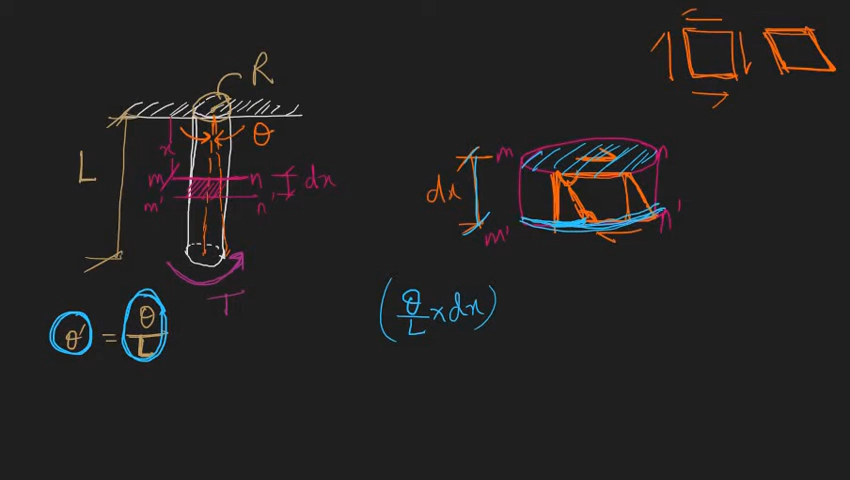 R
θ
L
x
m n dx
m' n'
T
θ' = θ/L
m n
dx
m' n'
(θ/L × dx)